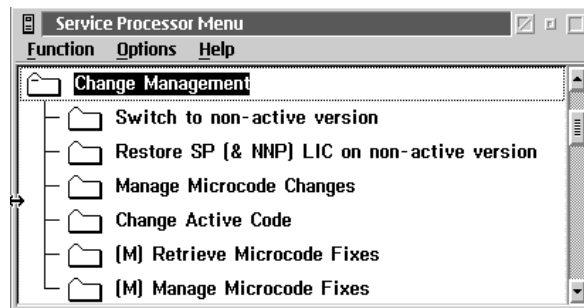 Service Processor Menu
Function Options Help
Change Management
Switch to non-active version
Restore SP (& NNP) LIC on non-active version
Manage Microcode Changes
Change Active Code
(M) Retrieve Microcode Fixes
(M) Manage Microcode Fixes